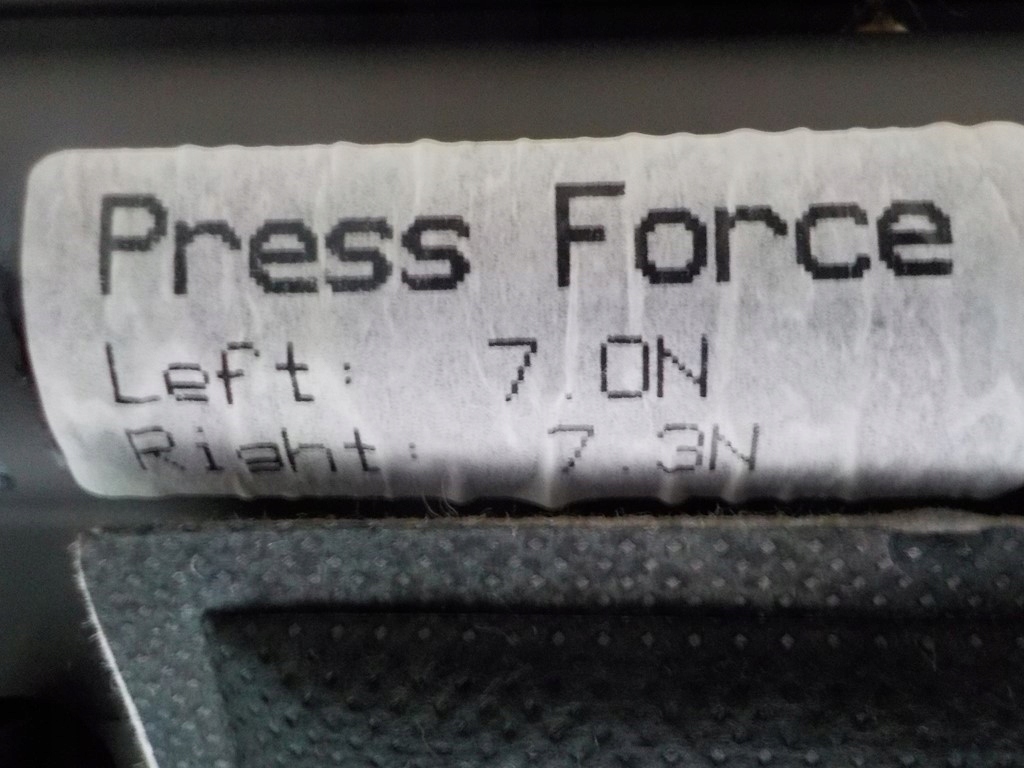 Press Force
Left: 7.0N
Right: 7.3N